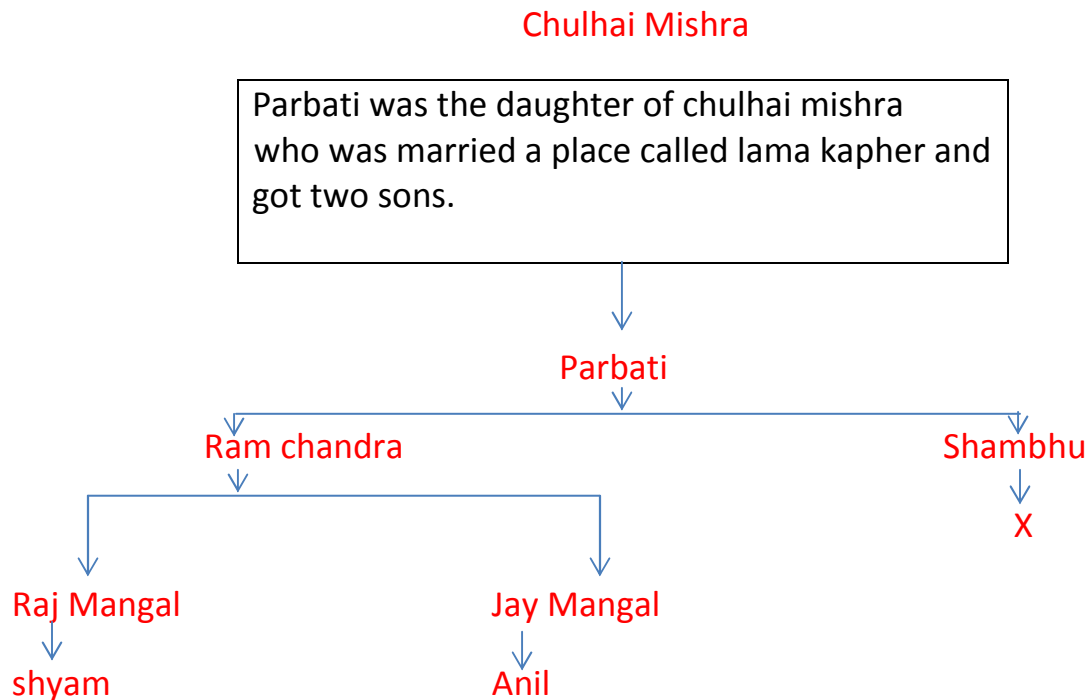 Chulhai Mishra
Parbati was the daughter of chulhai mishra
who was married a place called lama kapher and
got two sons.
Parbati
Ram chandra Shambhu
X
Raj Mangal Jay Mangal
shyam Anil